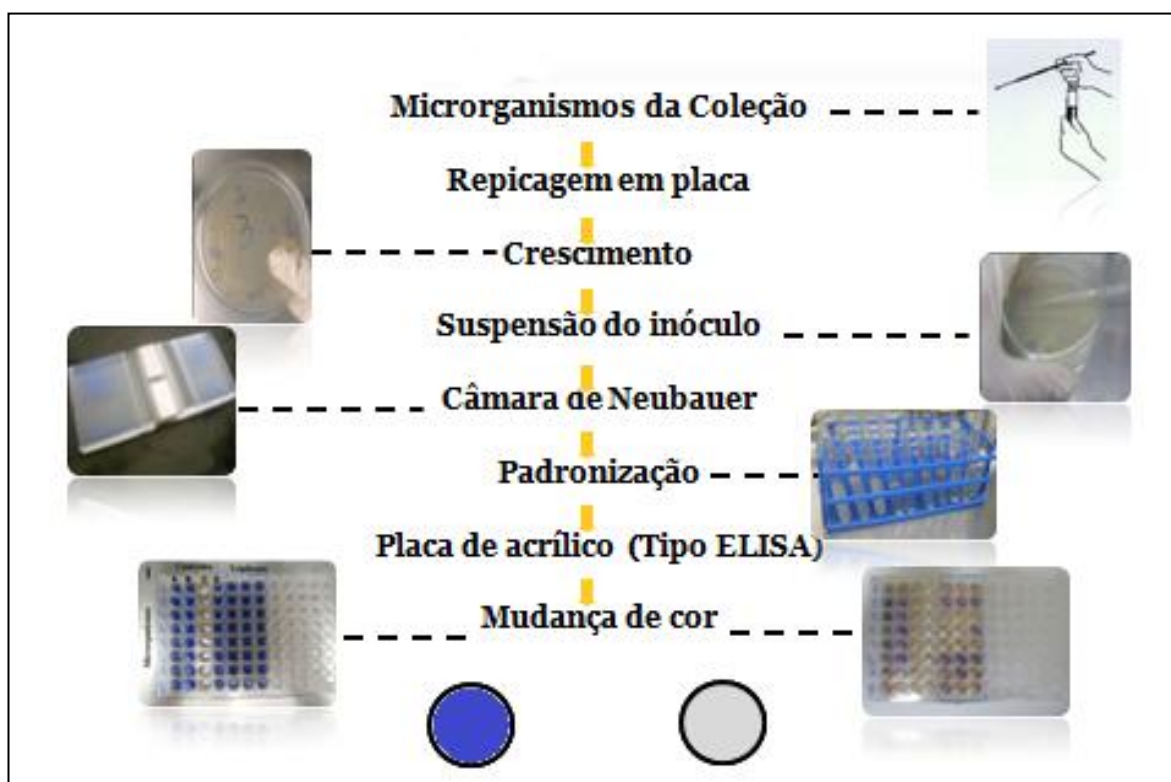 Microrganismos da Coleção
Repicagem em placa
Crescimento
Suspensão do inóculo
Câmara de Neubauer
Padronização
Placa de acrílico (Tipo ELISA)
Mudança de cor